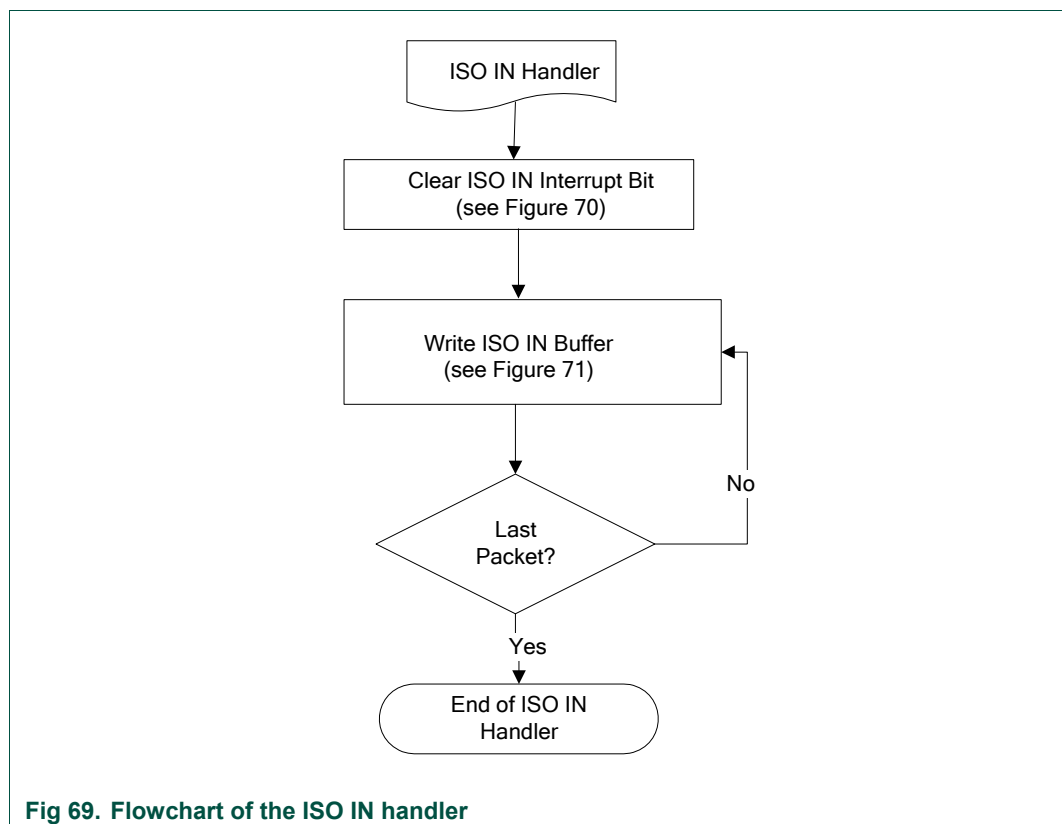 ISO IN Handler
Clear ISO IN Interrupt Bit
(see Figure 70)
Write ISO IN Buffer
(see Figure 71)
No
Last
Packet?
Yes
End of ISO IN
Handler
Fig 69. Flowchart of the ISO IN handler